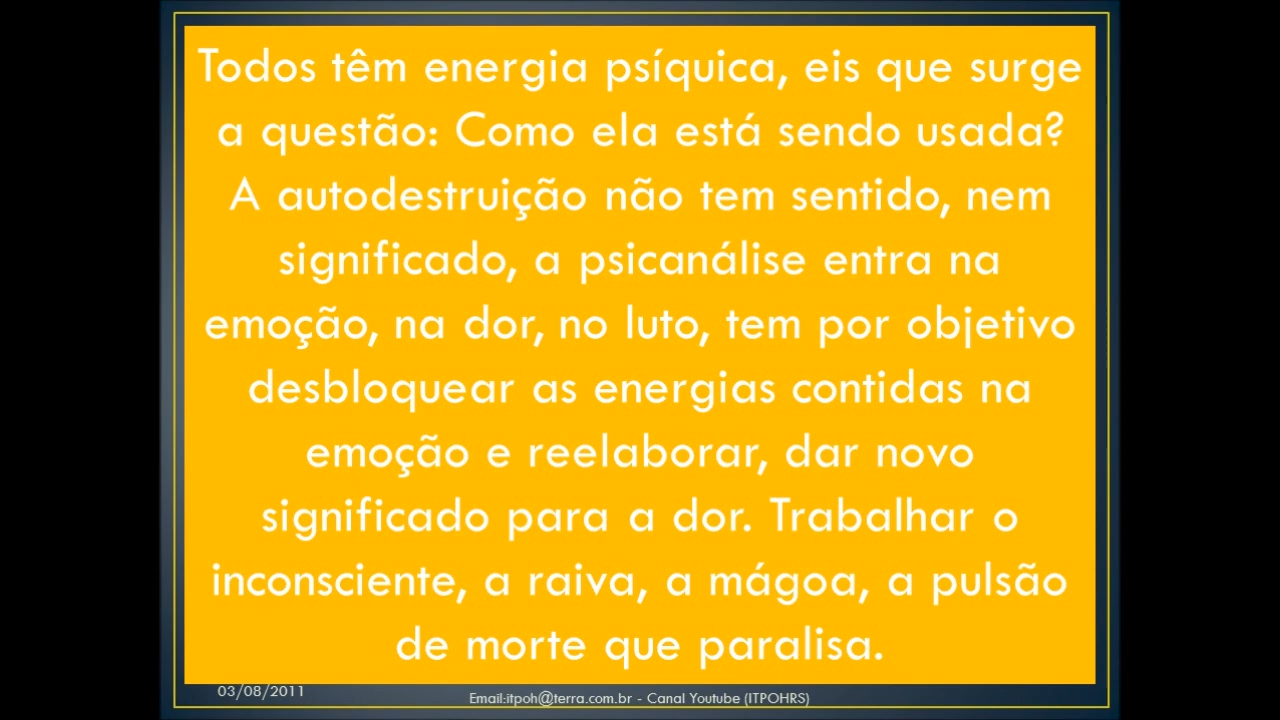 Todos têm energia psíquica, eis que surge
a questão: Como ela está sendo usada?
A autodestruição não tem sentido, nem
significado, a psicanálise entra na
emoção, na dor, no luto, tem por objetivo
desbloquear as energias contidas na
emoção e reelaborar, dar novo
significado para a dor. Trabalhar o
inconsciente, a raiva, a mágoa, a pulsão
de morte que paralisa.
03/08/2011
Email:itpoh@terra.com.br - Canal Youtube (ITPOHRS)